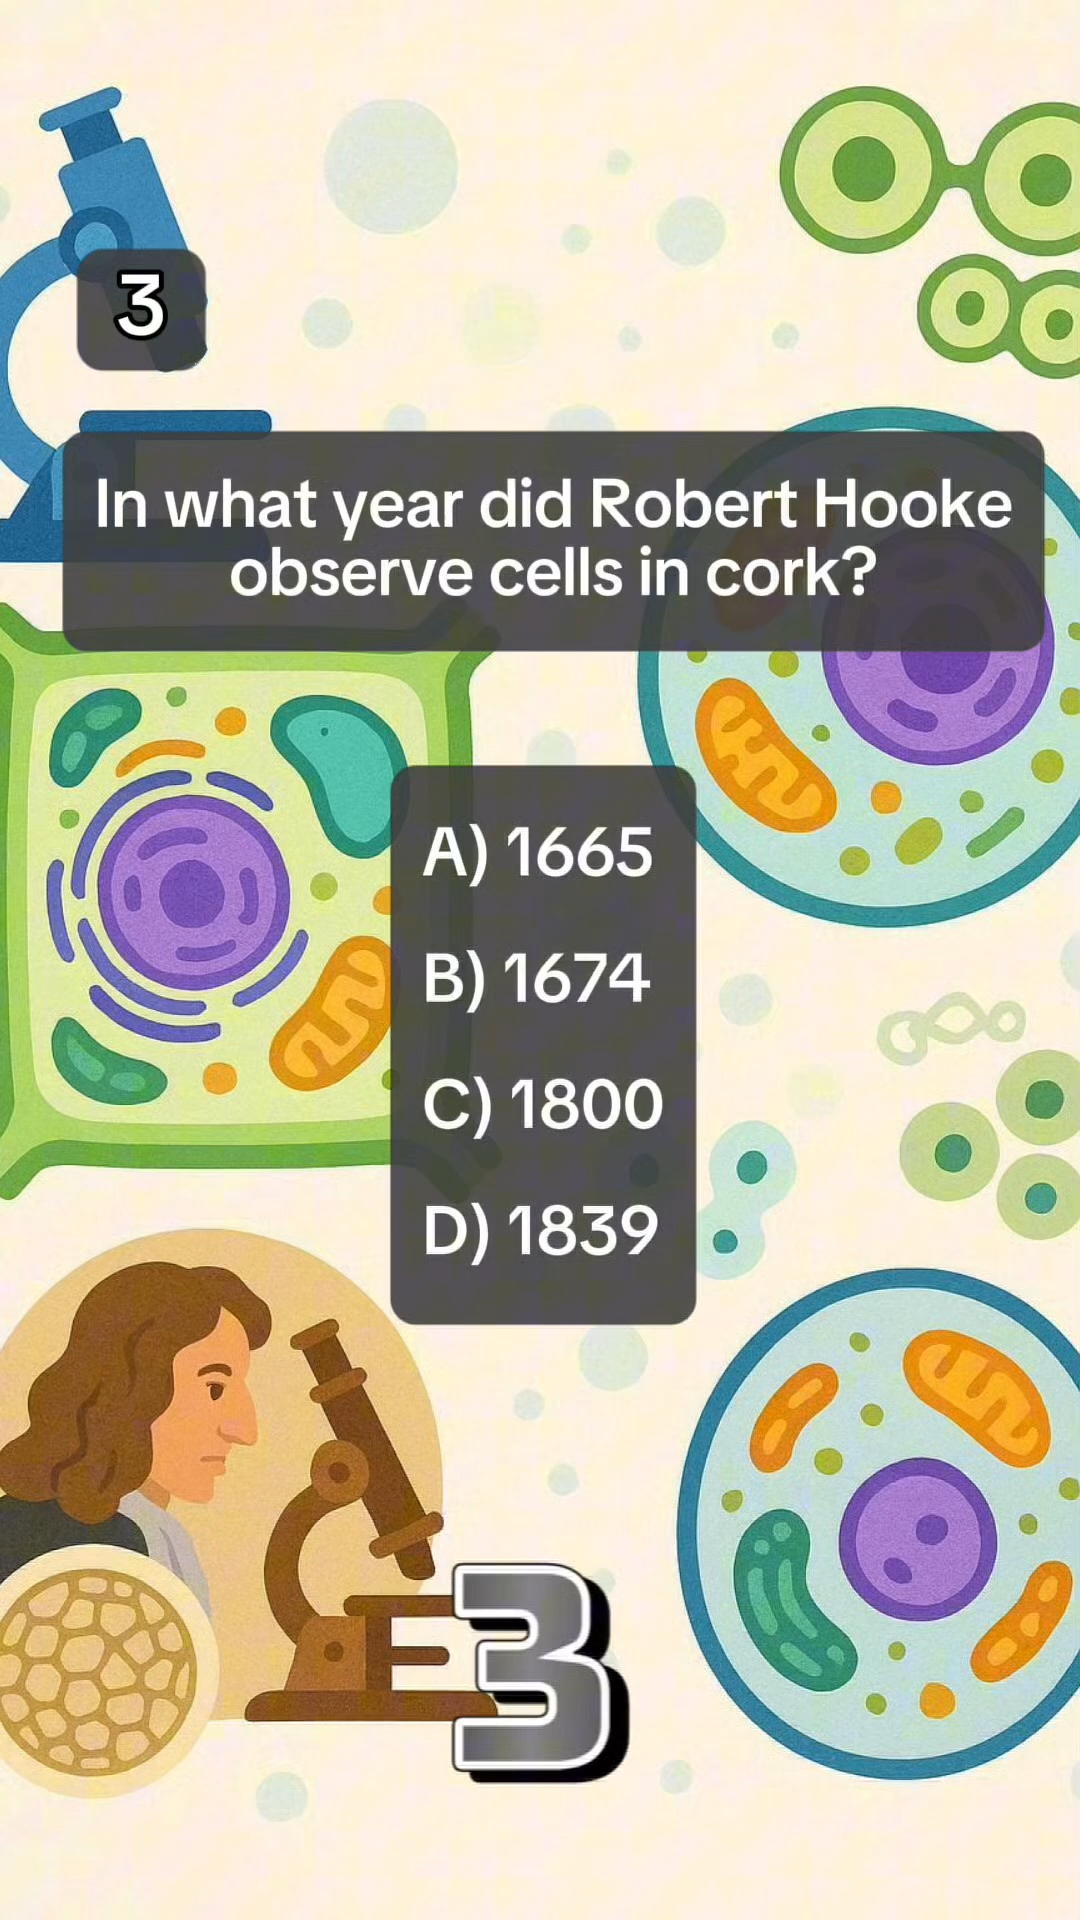 3
In what year did Robert Hooke
observe cells in cork?
A) 1665
B) 1674
C) 1800
D) 1839
3